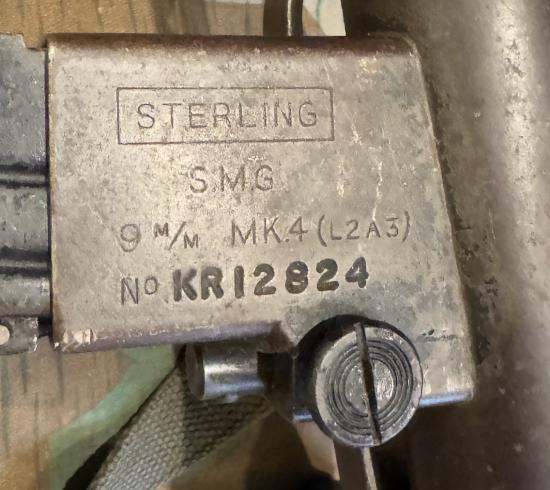 STERLING
S.M.G
9 M/M MK.4 (L2A3)
No KR12824